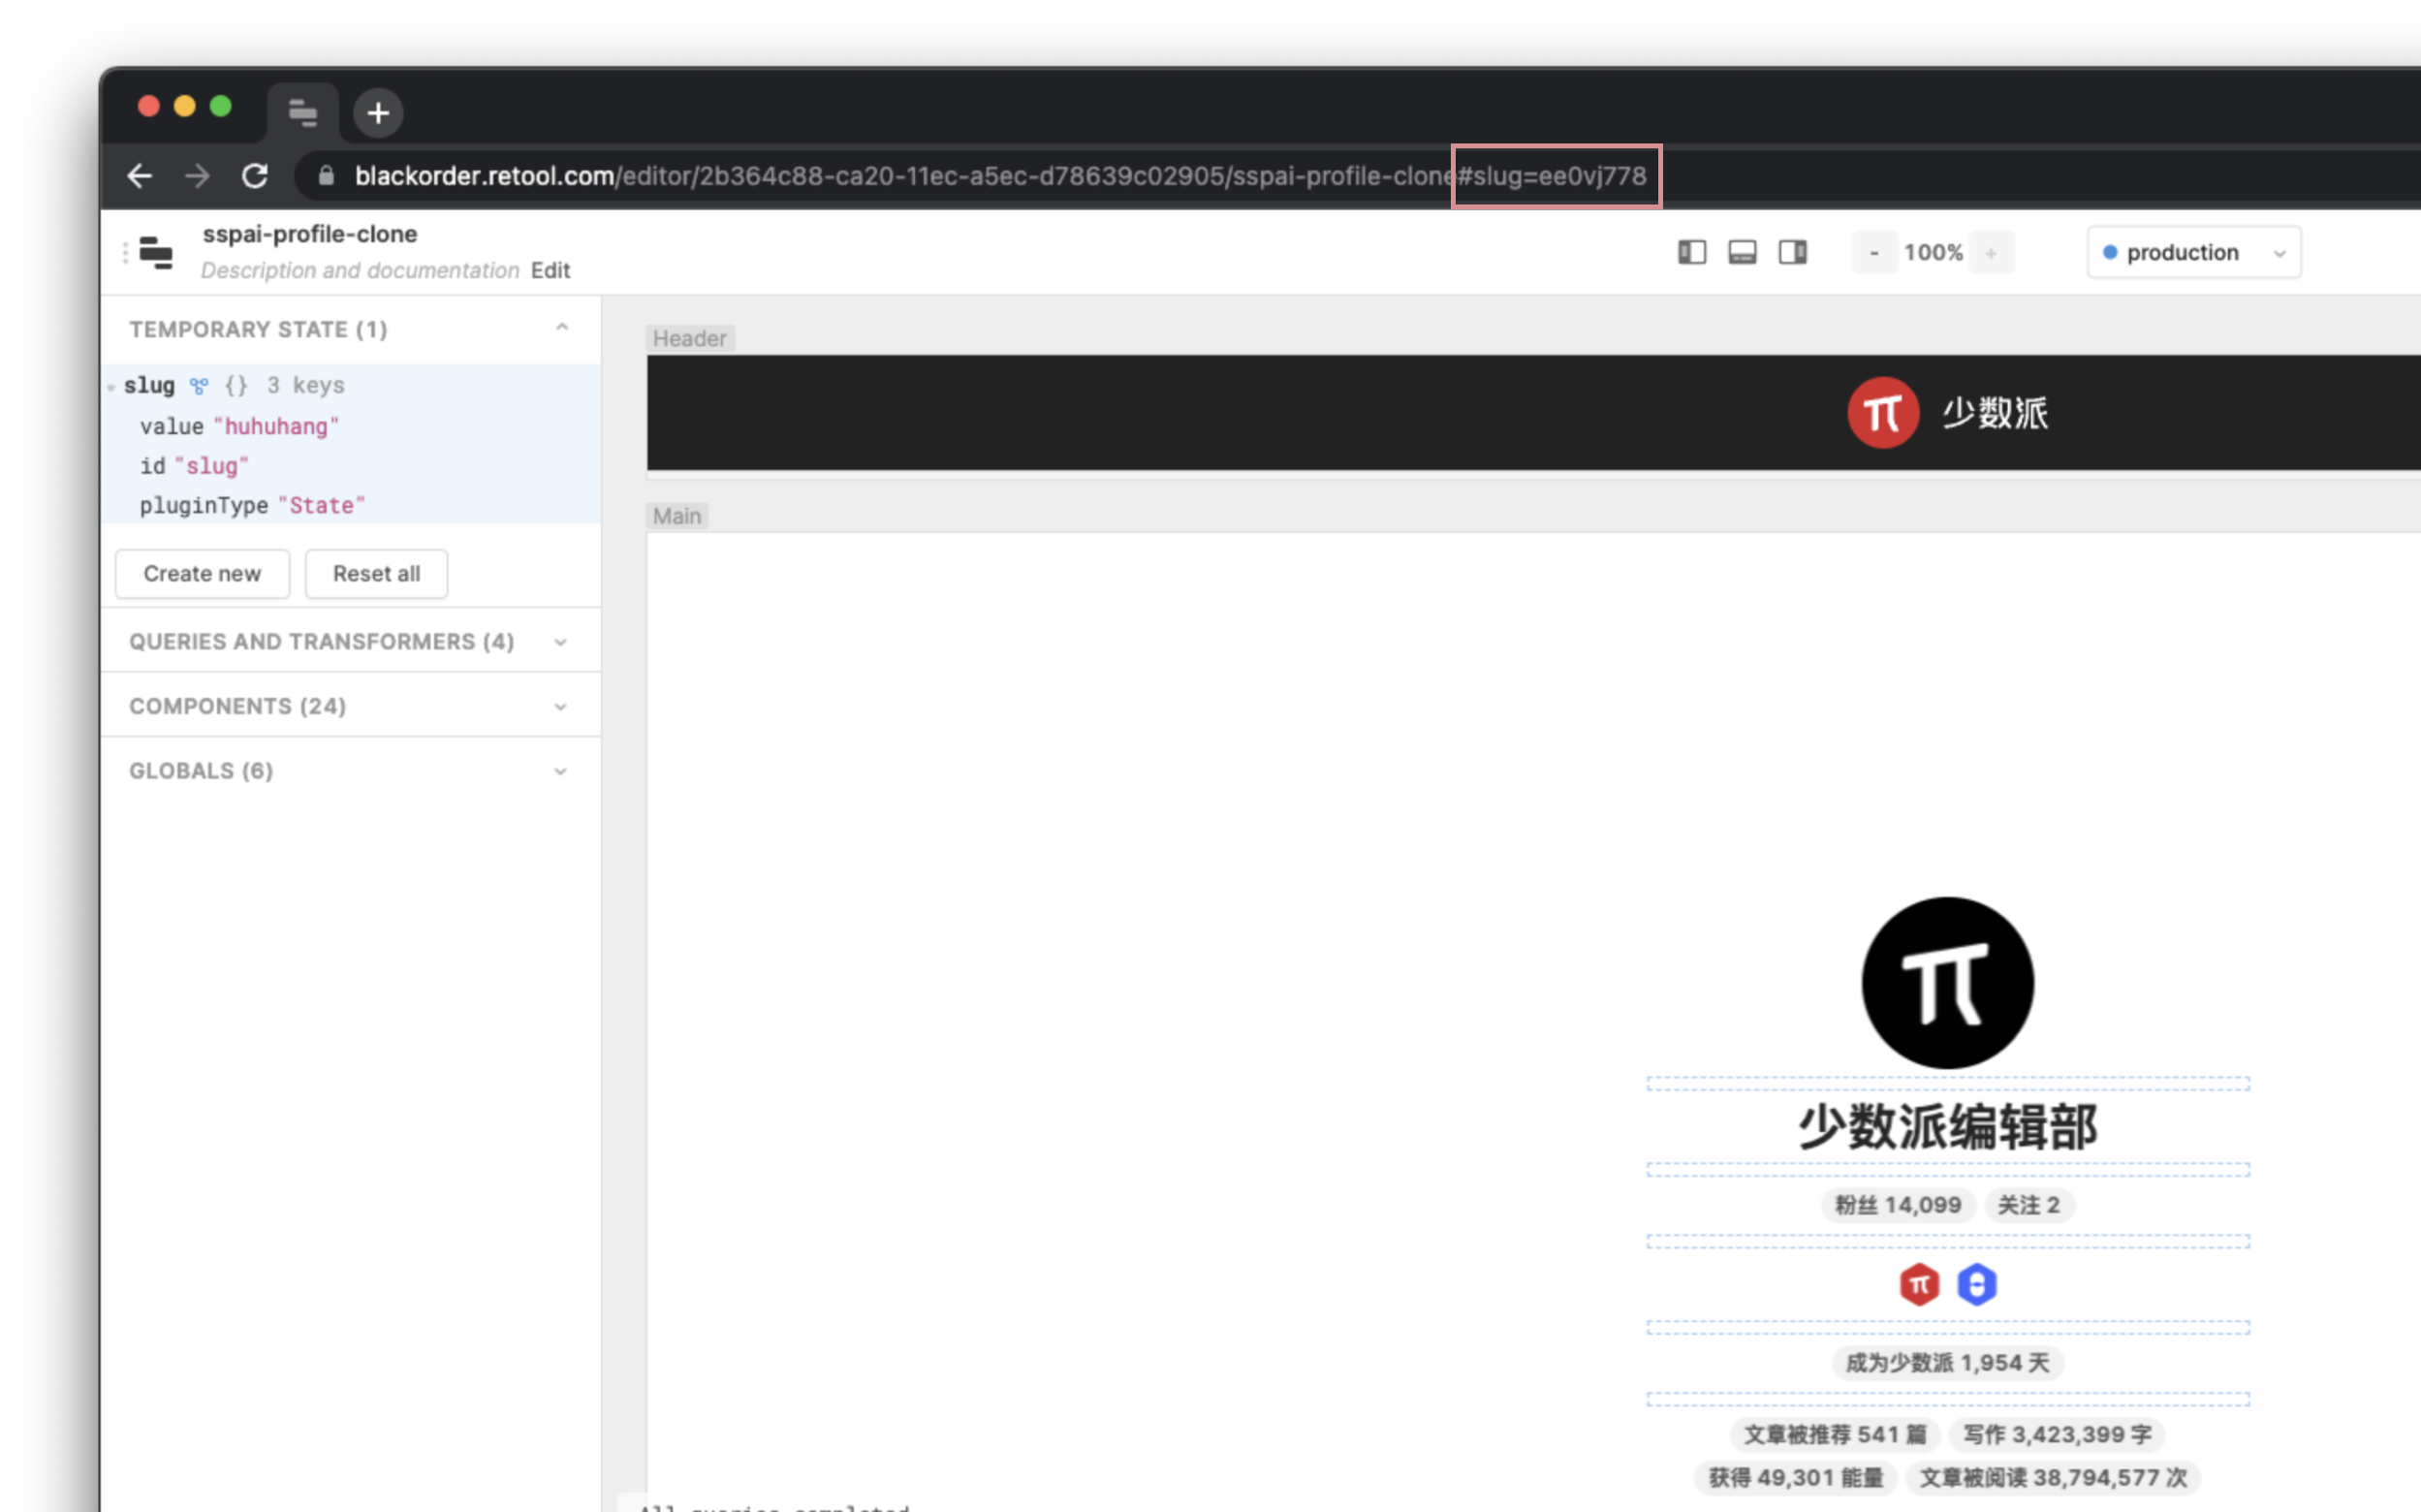 blackorder.retool.com/editor/2b364c88-ca20-11ec-a5ec-d78639c02905/sspai-profile-clone#slug=ee0vj778
sspai-profile-clone
Description and documentation Edit
- 100% +
production
TEMPORARY STATE (1)
slug {} 3 keys
value "huhuhang"
id "slug"
pluginType "State"
Create new Reset all
QUERIES AND TRANSFORMERS (4)
COMPONENTS (24)
GLOBALS (6)
Header
少数派
Main
少数派编辑部
粉丝 14,099 关注 2
成为少数派 1,954 天
文章被推荐 541 篇 写作 3,423,399 字
获得 49,301 能量 文章被阅读 38,794,577 次
All queries completed